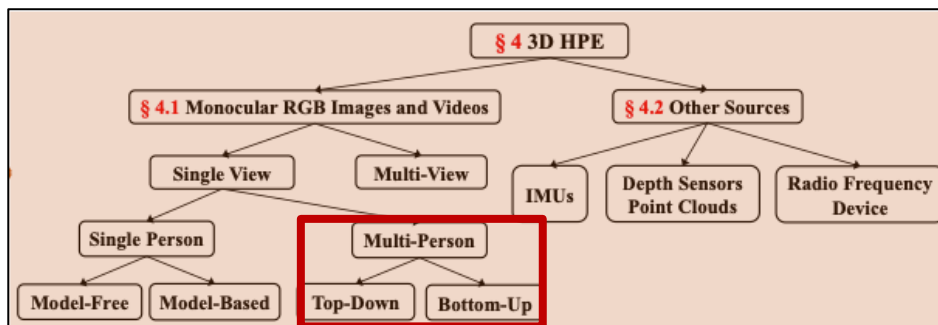 § 4 3D HPE
§ 4.1 Monocular RGB Images and Videos
§ 4.2 Other Sources
Single View
Multi-View
IMUs
Depth Sensors
Point Clouds
Radio Frequency
Device
Single Person
Multi-Person
Model-Free
Model-Based
Top-Down
Bottom-Up